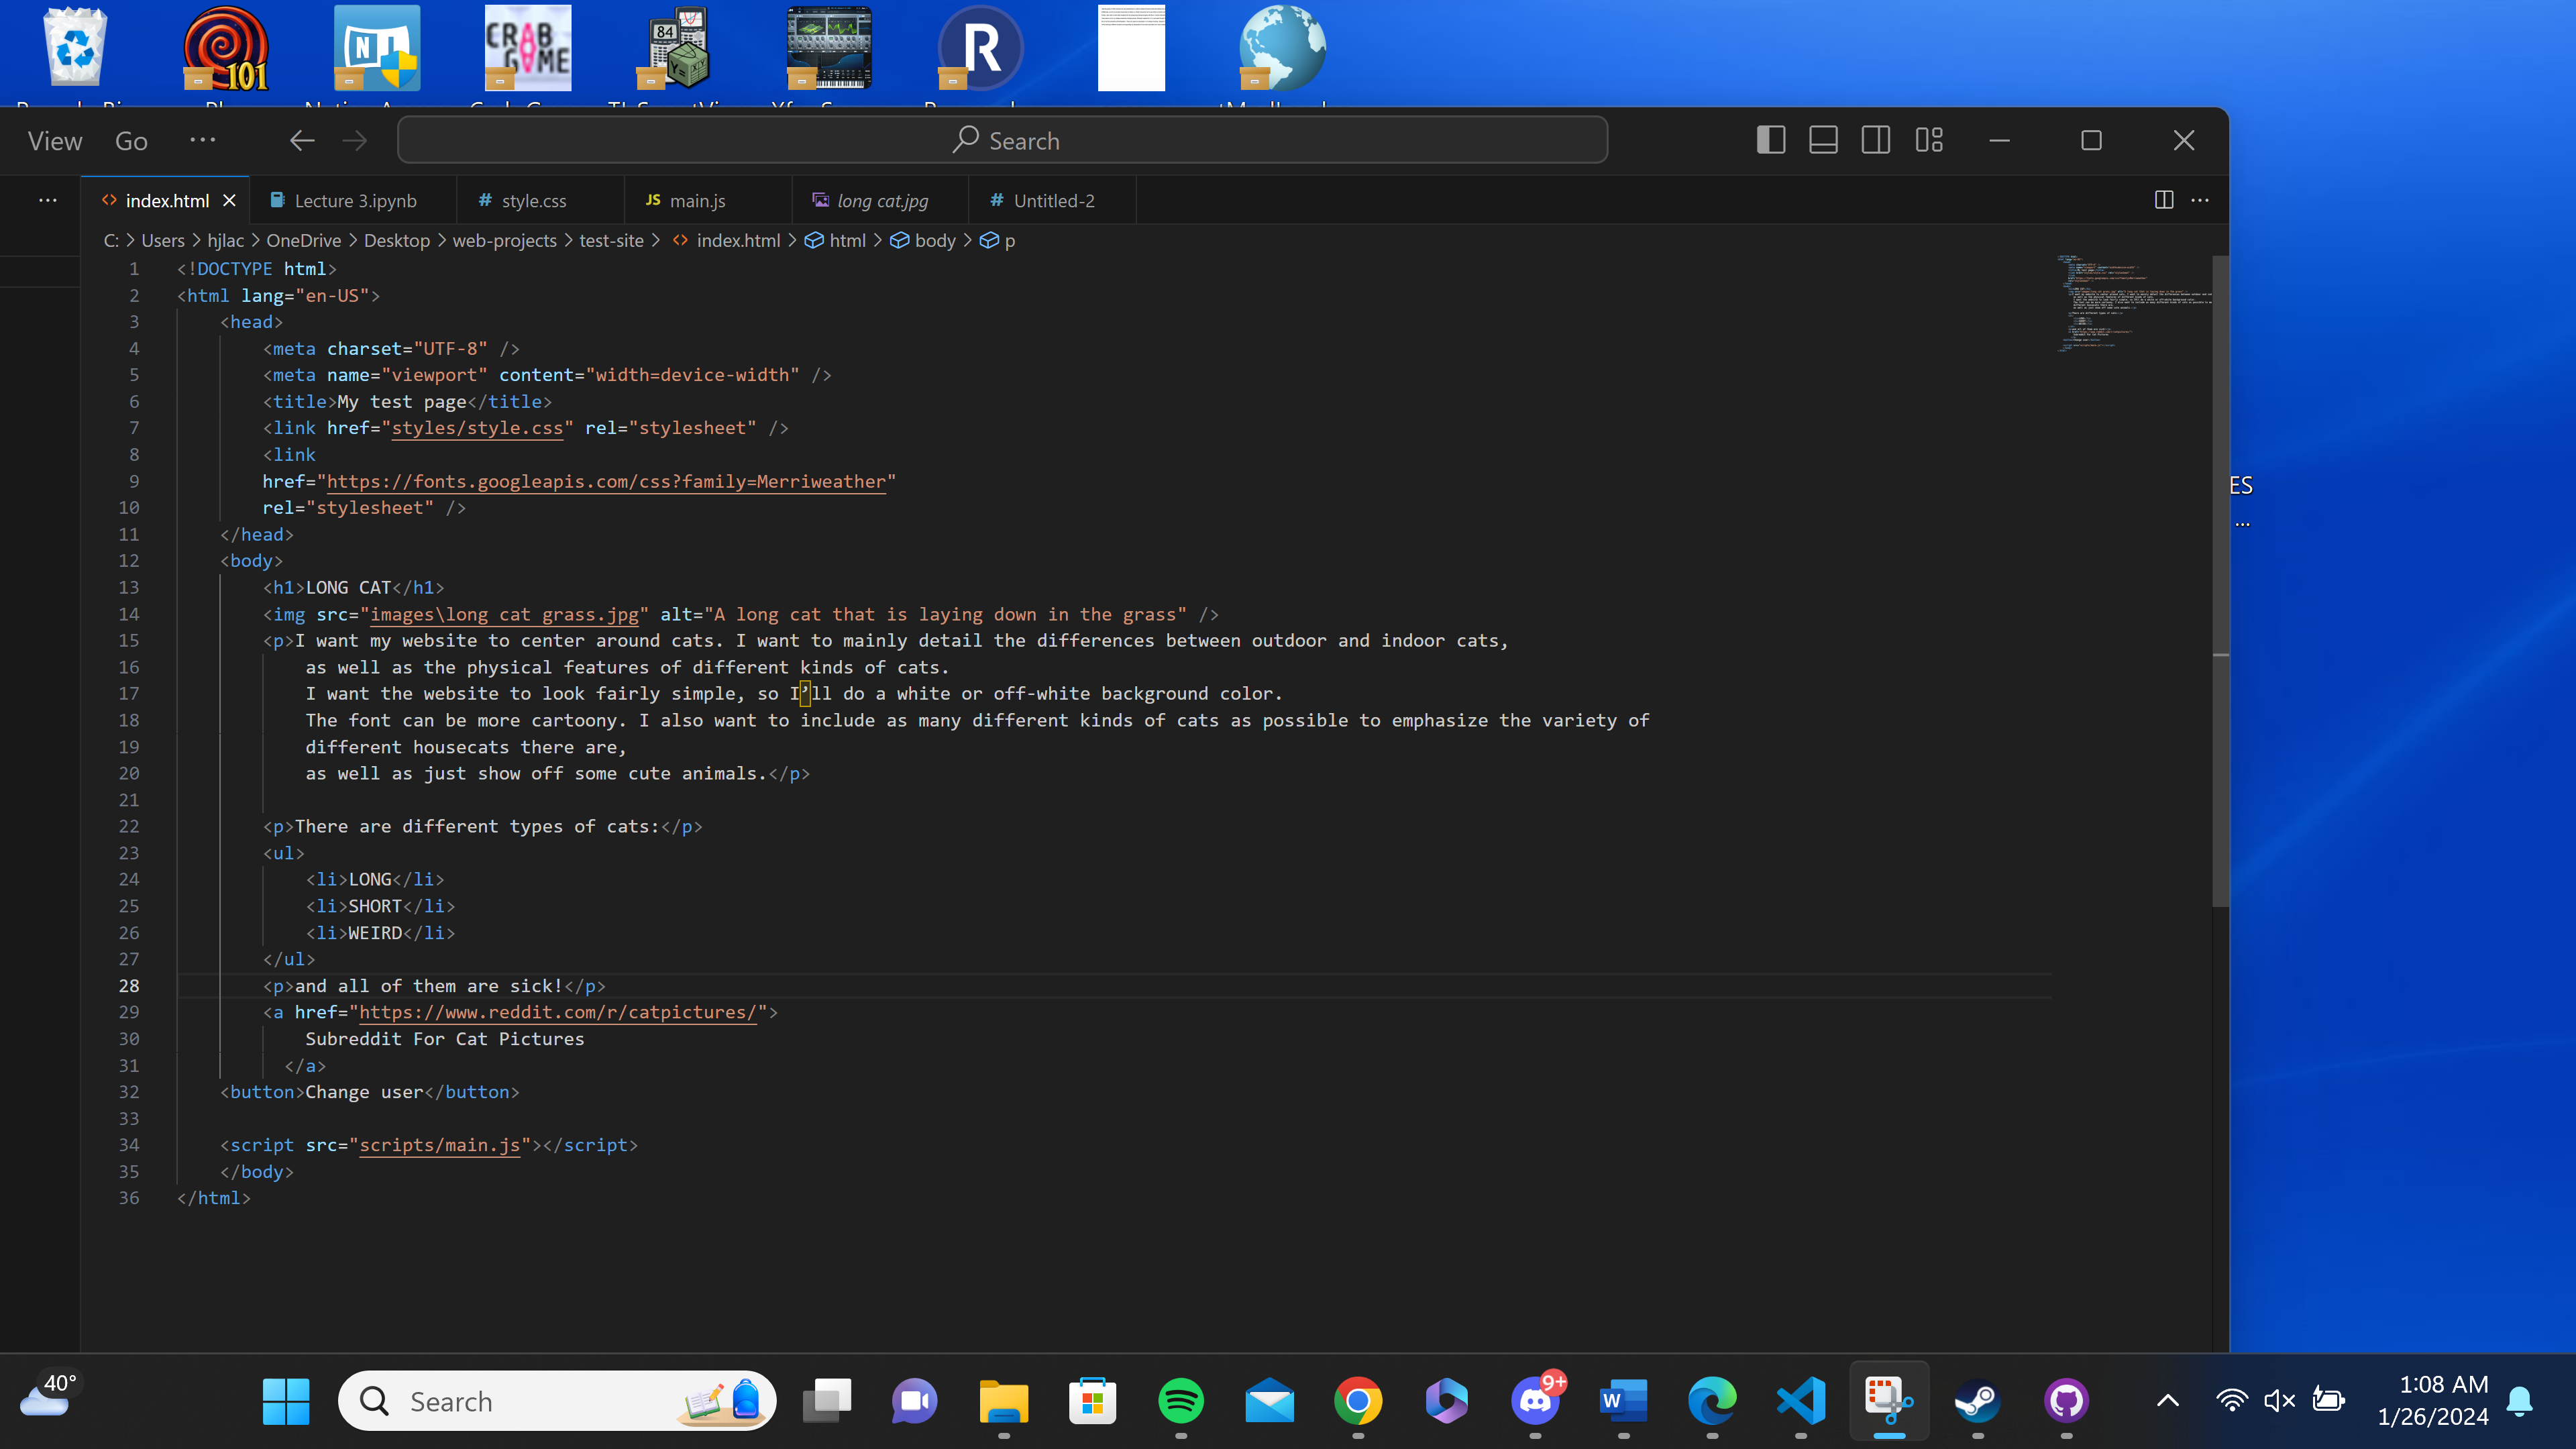 101
N
CRAB
GAME
84
Y= X,Y
R
View Go ··· Search
··· index.html Lecture 3.ipynb # style.css JS main.js long cat.jpg # Untitled-2 ···
C: > Users > hjlac > OneDrive > Desktop > web-projects > test-site > index.html > html > body > p
1 <!DOCTYPE html>
2 <html lang="en-US">
3 <head>
4 <meta charset="UTF-8" />
5 <meta name="viewport" content="width=device-width" />
6 <title>My test page</title>
7 <link href="styles/style.css" rel="stylesheet" />
8 <link
9 href="https://fonts.googleapis.com/css?family=Merriweather"
10 rel="stylesheet" />
11 </head>
12 <body>
13 <h1>LONG CAT</h1>
14 <img src="images\long cat grass.jpg" alt="A long cat that is laying down in the grass" />
15 <p>I want my website to center around cats. I want to mainly detail the differences between outdoor and indoor cats,
16 as well as the physical features of different kinds of cats.
17 I want the website to look fairly simple, so I’ll do a white or off-white background color.
18 The font can be more cartoony. I also want to include as many different kinds of cats as possible to emphasize the variety of
19 different housecats there are,
20 as well as just show off some cute animals.</p>
21
22 <p>There are different types of cats:</p>
23 <ul>
24 <li>LONG</li>
25 <li>SHORT</li>
26 <li>WEIRD</li>
27 </ul>
28 <p>and all of them are sick!</p>
29 <a href="https://www.reddit.com/r/catpictures/">
30 Subreddit For Cat Pictures
31 </a>
32 <button>Change user</button>
33
34 <script src="scripts/main.js"></script>
35 </body>
36 </html>
ES
...
40°
Search
9+
W
1:08 AM
1/26/2024